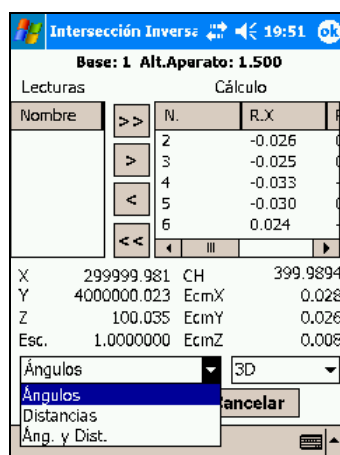 Intersección Inversa 19:51 ok
Base: 1 Alt.Aparato: 1.500
Lecturas Cálculo
Nombre >> N. R.X
2 -0.026
> 3 -0.025
4 -0.033
< 5 -0.030
6 0.024
<<
X 299999.981 CH 399.9894
Y 4000000.023 EcmX 0.028
Z 100.035 EcmY 0.026
Esc. 1.0000000 EcmZ 0.008
Ángulos 3D
Ángulos
Distancias
Áng. y Dist.